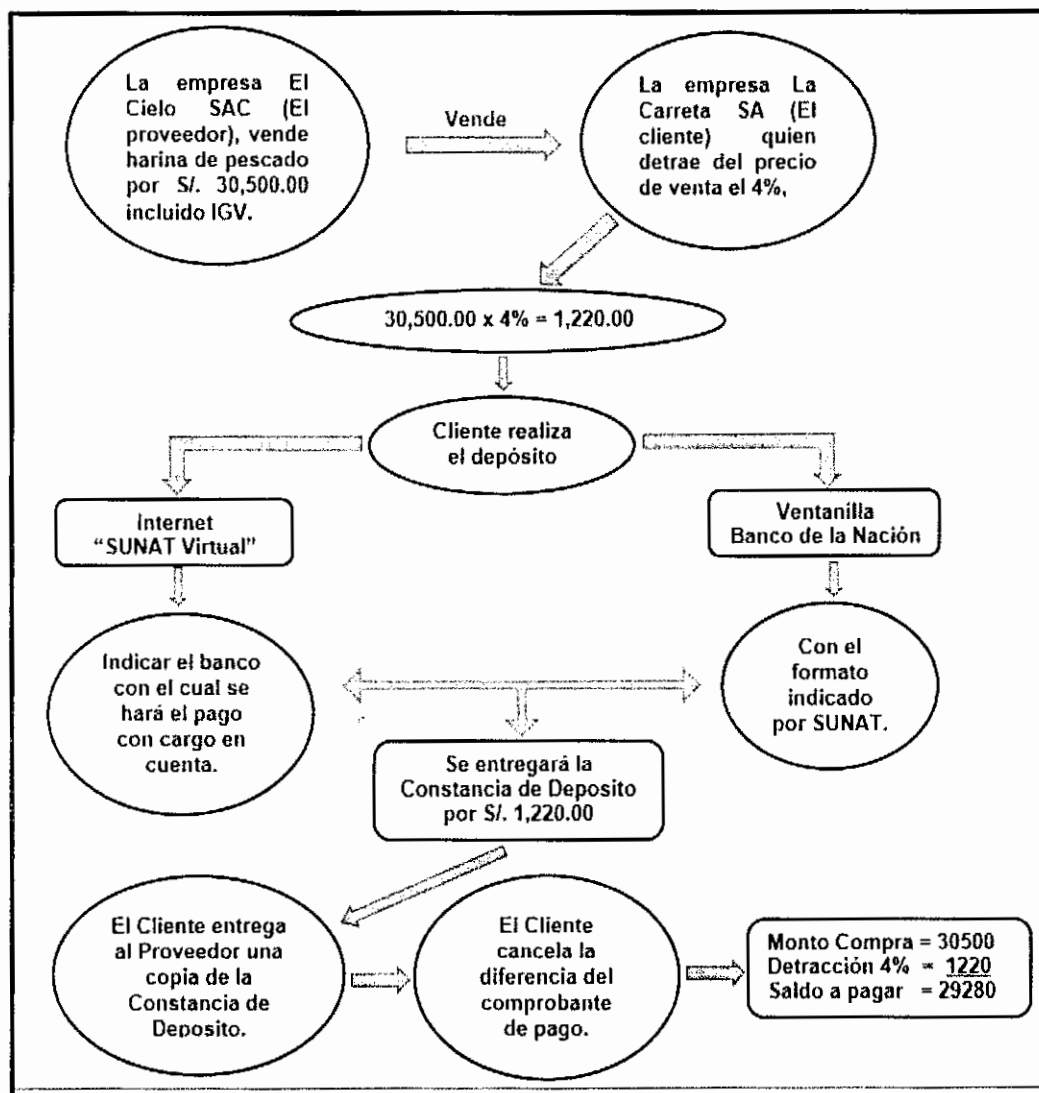 La empresa El
Cielo SAC (El
proveedor), vende
harina de pescado
por S/. 30,500.00
incluido IGV.
Vende
La empresa La
Carreta SA (El
cliente) quien
detrae del precio
de venta el 4%.
30,500.00 x 4% = 1,220.00
Cliente realiza
el depósito
Internet
“SUNAT Virtual”
Ventanilla
Banco de la Nación
Indicar el banco
con el cual se
hará el pago
con cargo en
cuenta.
Con el
formato
indicado
por SUNAT.
Se entregará la
Constancia de Deposito
por S/. 1,220.00
El Cliente entrega
al Proveedor una
copia de la
Constancia de
Deposito.
El Cliente
cancela la
diferencia del
comprobante
de pago.
Monto Compra = 30500
Detracción 4% = 1220
Saldo a pagar = 29280